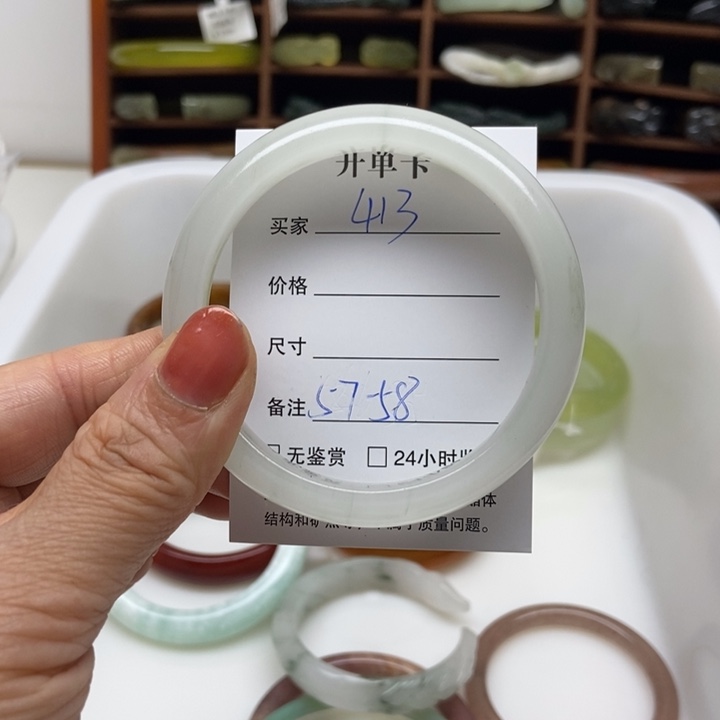 开单卡
买家 413
价格
尺寸
备注 57-58
无鉴赏 □ 24小时
结构和矿 质量问题。